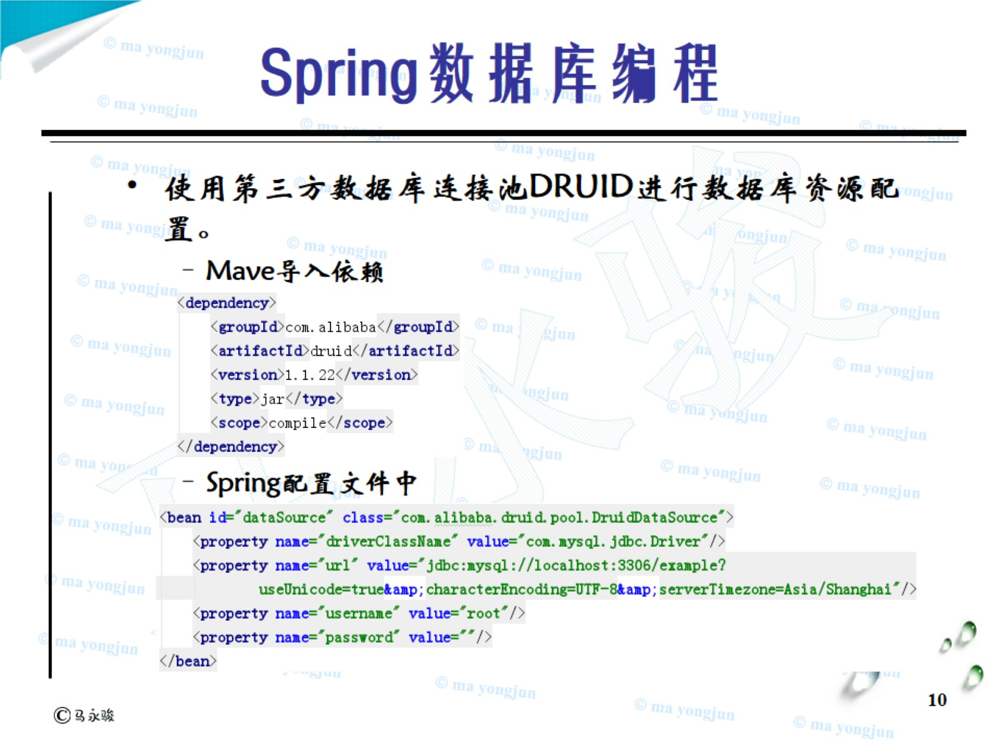 Spring数据库编程
• 使用第三方数据库连接池DRUID进行数据库资源配
置。
– Mave导入依赖
<dependency>
<groupId>com.alibaba</groupId>
<artifactId>druid</artifactId>
<version>1.1.22</version>
<type>jar</type>
<scope>compile</scope>
</dependency>
– Spring配置文件中
<bean id="dataSource" class="com.alibaba.druid.pool.DruidDataSource">
<property name="driverClassName" value="com.mysql.jdbc.Driver"/>
<property name="url" value="jdbc:mysql://localhost:3306/example?
useUnicode=true&amp;characterEncoding=UTF-8&amp;serverTimezone=Asia/Shanghai"/>
<property name="username" value="root"/>
<property name="password" value=""/>
</bean>
©马永骏
10
© ma yongjun